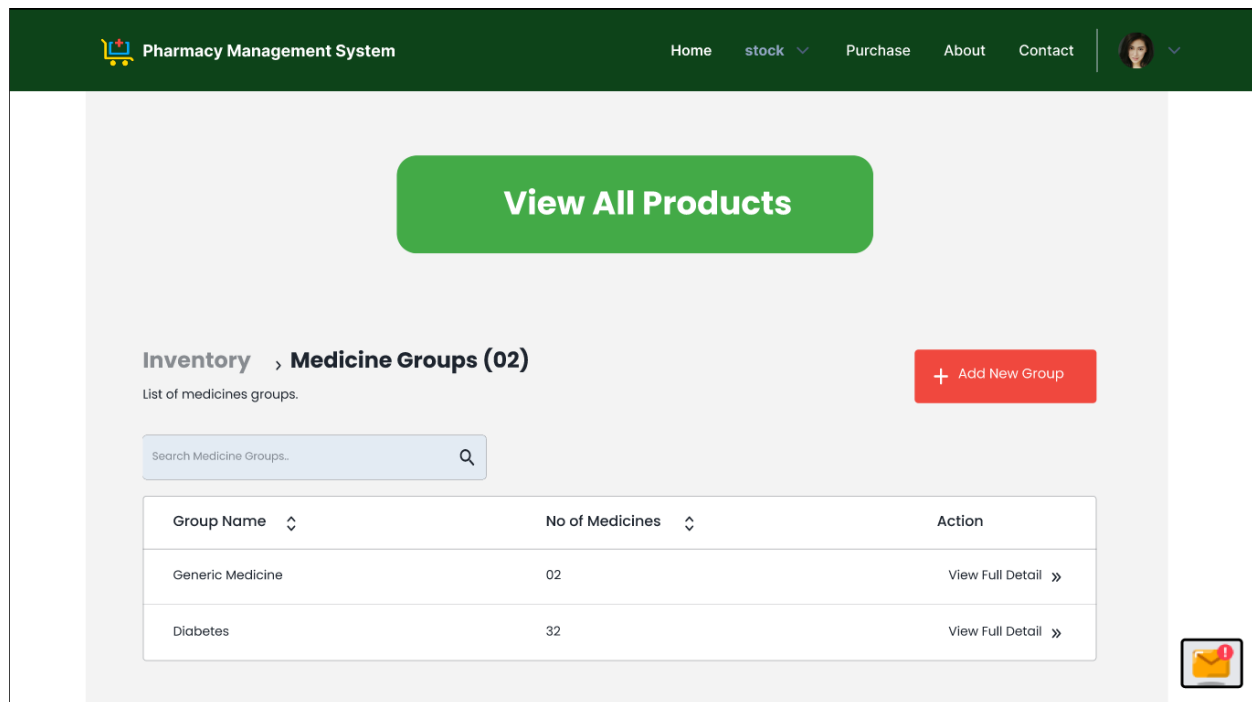 Pharmacy Management System Home stock Purchase About Contact
View All Products
Inventory › Medicine Groups (02)
+ Add New Group
List of medicines groups.
Search Medicine Groups..
Group Name No of Medicines Action
Generic Medicine 02 View Full Detail »
Diabetes 32 View Full Detail »